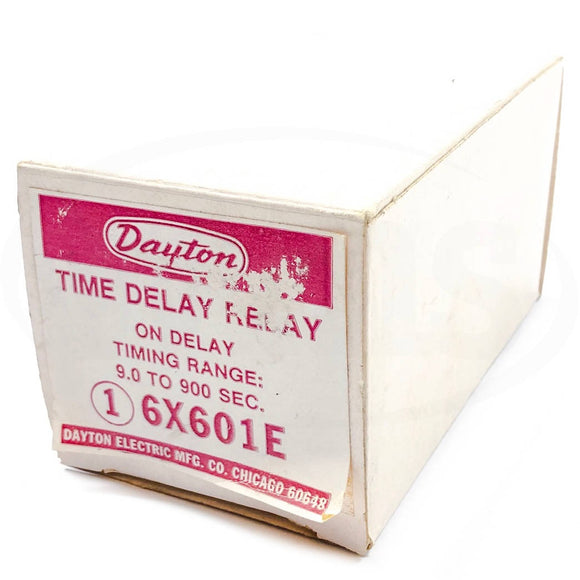 Dayton
TIME DELAY RELAY
ON DELAY
TIMING RANGE:
9.0 TO 900 SEC.
1 6X601E
DAYTON ELECTRIC MFG. CO. CHICAGO 60648